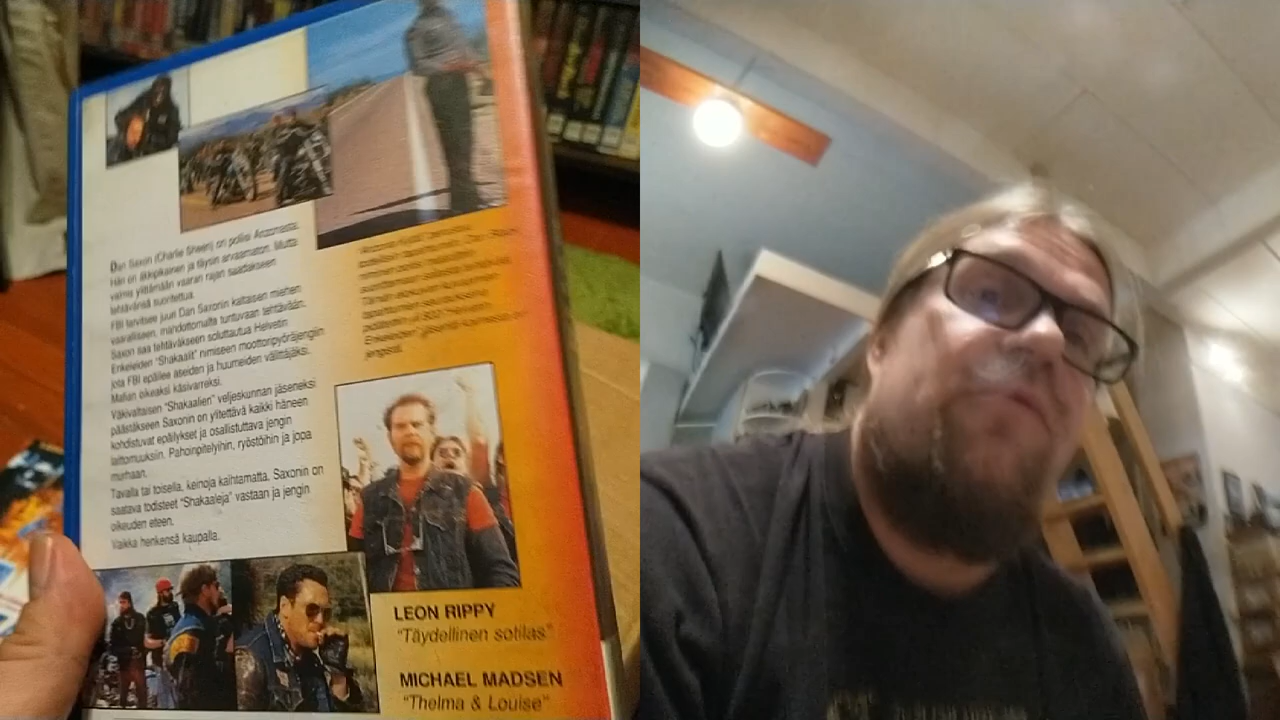 Dan Saxon (Charlie Sheen) on poliisi Arizonasta.
Hän on äkkipikainen ja täysin arvaamaton. Mutta
valmis ylittämään vaaran rajan saadakseen
tehtävänsä suoritettua.
FBI tarvitsee juuri Dan Saxonin kaltaisen miehen
vaaralliseen, mahdottomalta tuntuvaan tehtävään.
Saxon saa tehtäväkseen soluttautua Helvetin
Enkeleiden "Shakaalit" nimiseen moottoripyöräjengiin
jota FBI epäilee aseiden ja huumeiden välittäjäksi.
Mafian oikeaksi käsivarreksi.
Väkivaltaisen "Shakaalien" veljeskunnan jäseneksi
päästäkseen Saxonin on ylitettävä kaikki häneen
kohdistuvat epäilykset ja osallistuttava jengin
laittomuuksiin. Pahoinpitelyihin, ryöstöihin ja jopa
murhaan.
Tavalla tai toisella, keinoja kaihtamatta. Saxonin on
saatava todisteet "Shakaaleja" vastaan ja jengin
oikeuden eteen.
Vaikka henkensä kaupalla.
LEON RIPPY
"Täydellinen sotilas"
MICHAEL MADSEN
"Thelma & Louise"